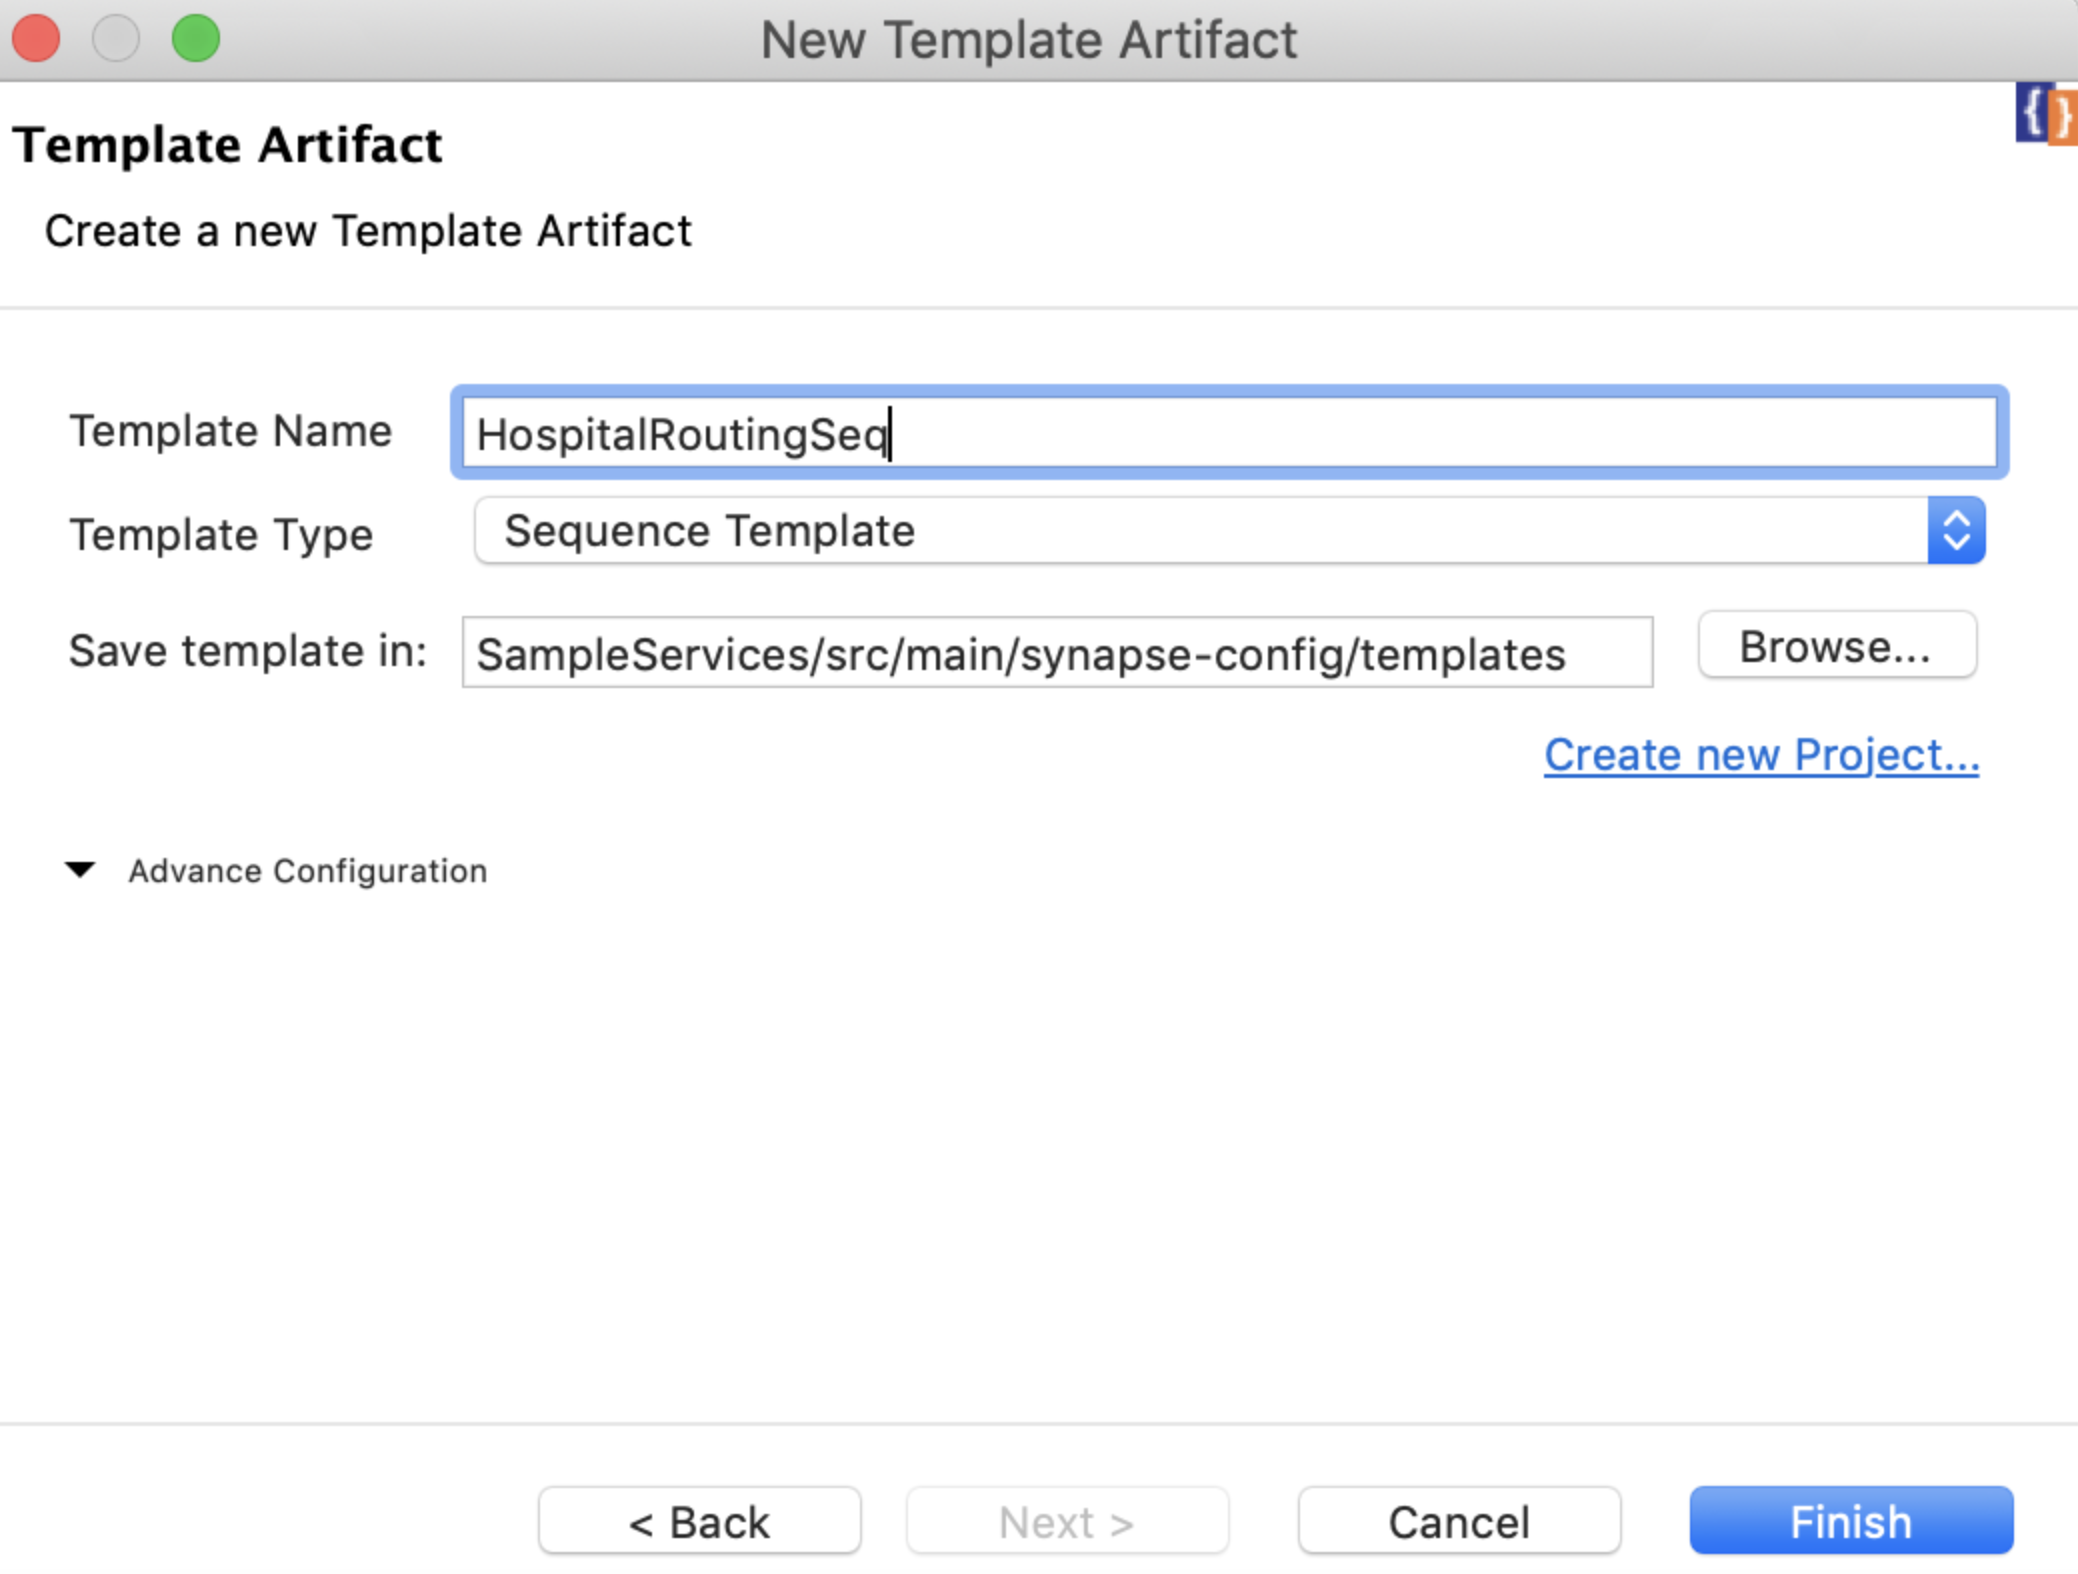 New Template Artifact
{ }
Template Artifact
Create a new Template Artifact
Template Name HospitalRoutingSeq
Template Type Sequence Template
Save template in: SampleServices/src/main/synapse-config/templates Browse...
Create new Project...
Advance Configuration
< Back Next > Cancel Finish